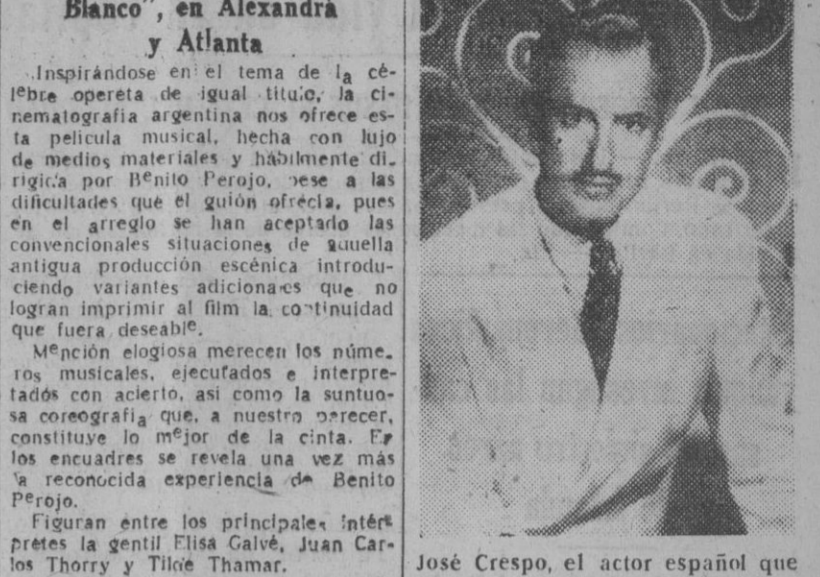 Blanco", en Alexandra
y Atlanta
Inspirándose en el tema de la cé-
lebre opereta de igual título, la ci-
nematografia argentina nos ofrece es-
ta pelicula musical, hecha con lujo
de medios materiales y hábilmente di-
rigida por Benito Perojo, pese a las
dificultades que el guión ofrecía, pues
en el arreglo se han aceptado las
convencionales situaciones de aquella
antigua producción escénica introdu-
ciendo variantes adicionales que no
logran imprimir al film la continuidad
que fuera deseable.
Mención elogiosa merecen los núme-
ros musicales, ejecutados e interpre-
tados con acierto, asi como la suntuo-
sa coreografia que, a nuestro parecer,
constituye lo mejor de la cinta. En
los encuadres se revela una vez más
la reconocida experiencia de Benito
Perojo.
Figuran entre los principales intér-
pretes la gentil Elisa Galvé, Juan Car-
los Thorry y Tilde Thamar.
José Crespo, el actor español que